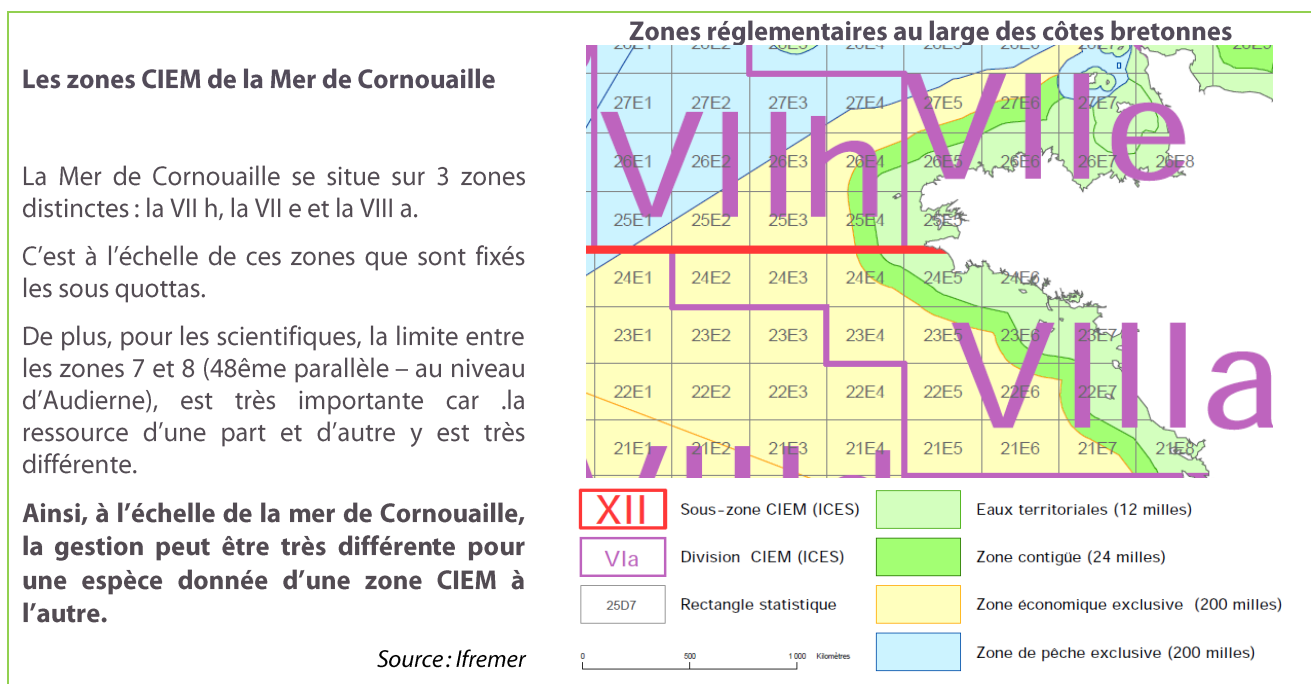 Zones réglementaires au large des côtes bretonnes
Les zones CIEM de la Mer de Cornouaille
La Mer de Cornouaille se situe sur 3 zones
distinctes : la VII h, la VII e et la VIII a.
C’est à l’échelle de ces zones que sont fixés
les sous quottas.
De plus, pour les scientifiques, la limite entre
les zones 7 et 8 (48ême parallèle – au niveau
d’Audierne), est très importante car .la
ressource d’une part et d’autre y est très
différente.
Ainsi, à l’échelle de la mer de Cornouaille,
la gestion peut être très différente pour
une espèce donnée d’une zone CIEM à
l’autre.
Source : Ifremer
27E1 27E2 27E3 27E4 27E5 27E6 27E7
VIIh VIIe
26E1 26E2 26E3 26E4 26E5 26E6 26E7 26E8
25E1 25E2 25E3 25E4 25E5
24E1 24E2 24E3 24E4 24E5 24E6
23E1 23E2 23E3 23E4 23E5 23E7
VIIIa
22E1 22E2 22E3 22E4 22E5 22E6 22E7
21E1 21E2 21E3 21E4 21E5 21E6 21E7 21E8
XII Sous-zone CIEM (ICES)
VIa Division CIEM (ICES)
25D7 Rectangle statistique
0 500 1 000 Kilomètres
Eaux territoriales (12 milles)
Zone contigüe (24 milles)
Zone économique exclusive (200 milles)
Zone de pêche exclusive (200 milles)